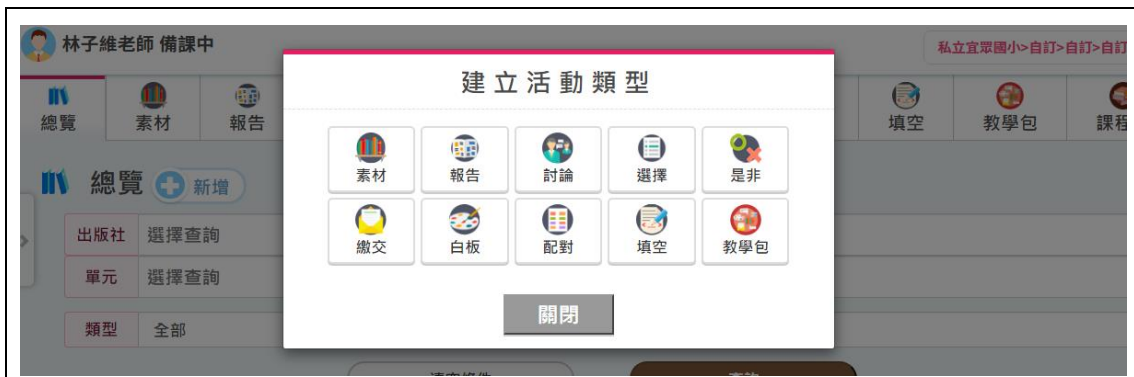 林子維老師 備課中
私立宜眾國小>自訂>自訂>自訂
總覽
素材
報告
填空
教學包
課程
建立活動類型
素材
報告
討論
選擇
是非
繳交
白板
配對
填空
教學包
關閉
總覽
新增
出版社 選擇查詢
單元 選擇查詢
類型 全部